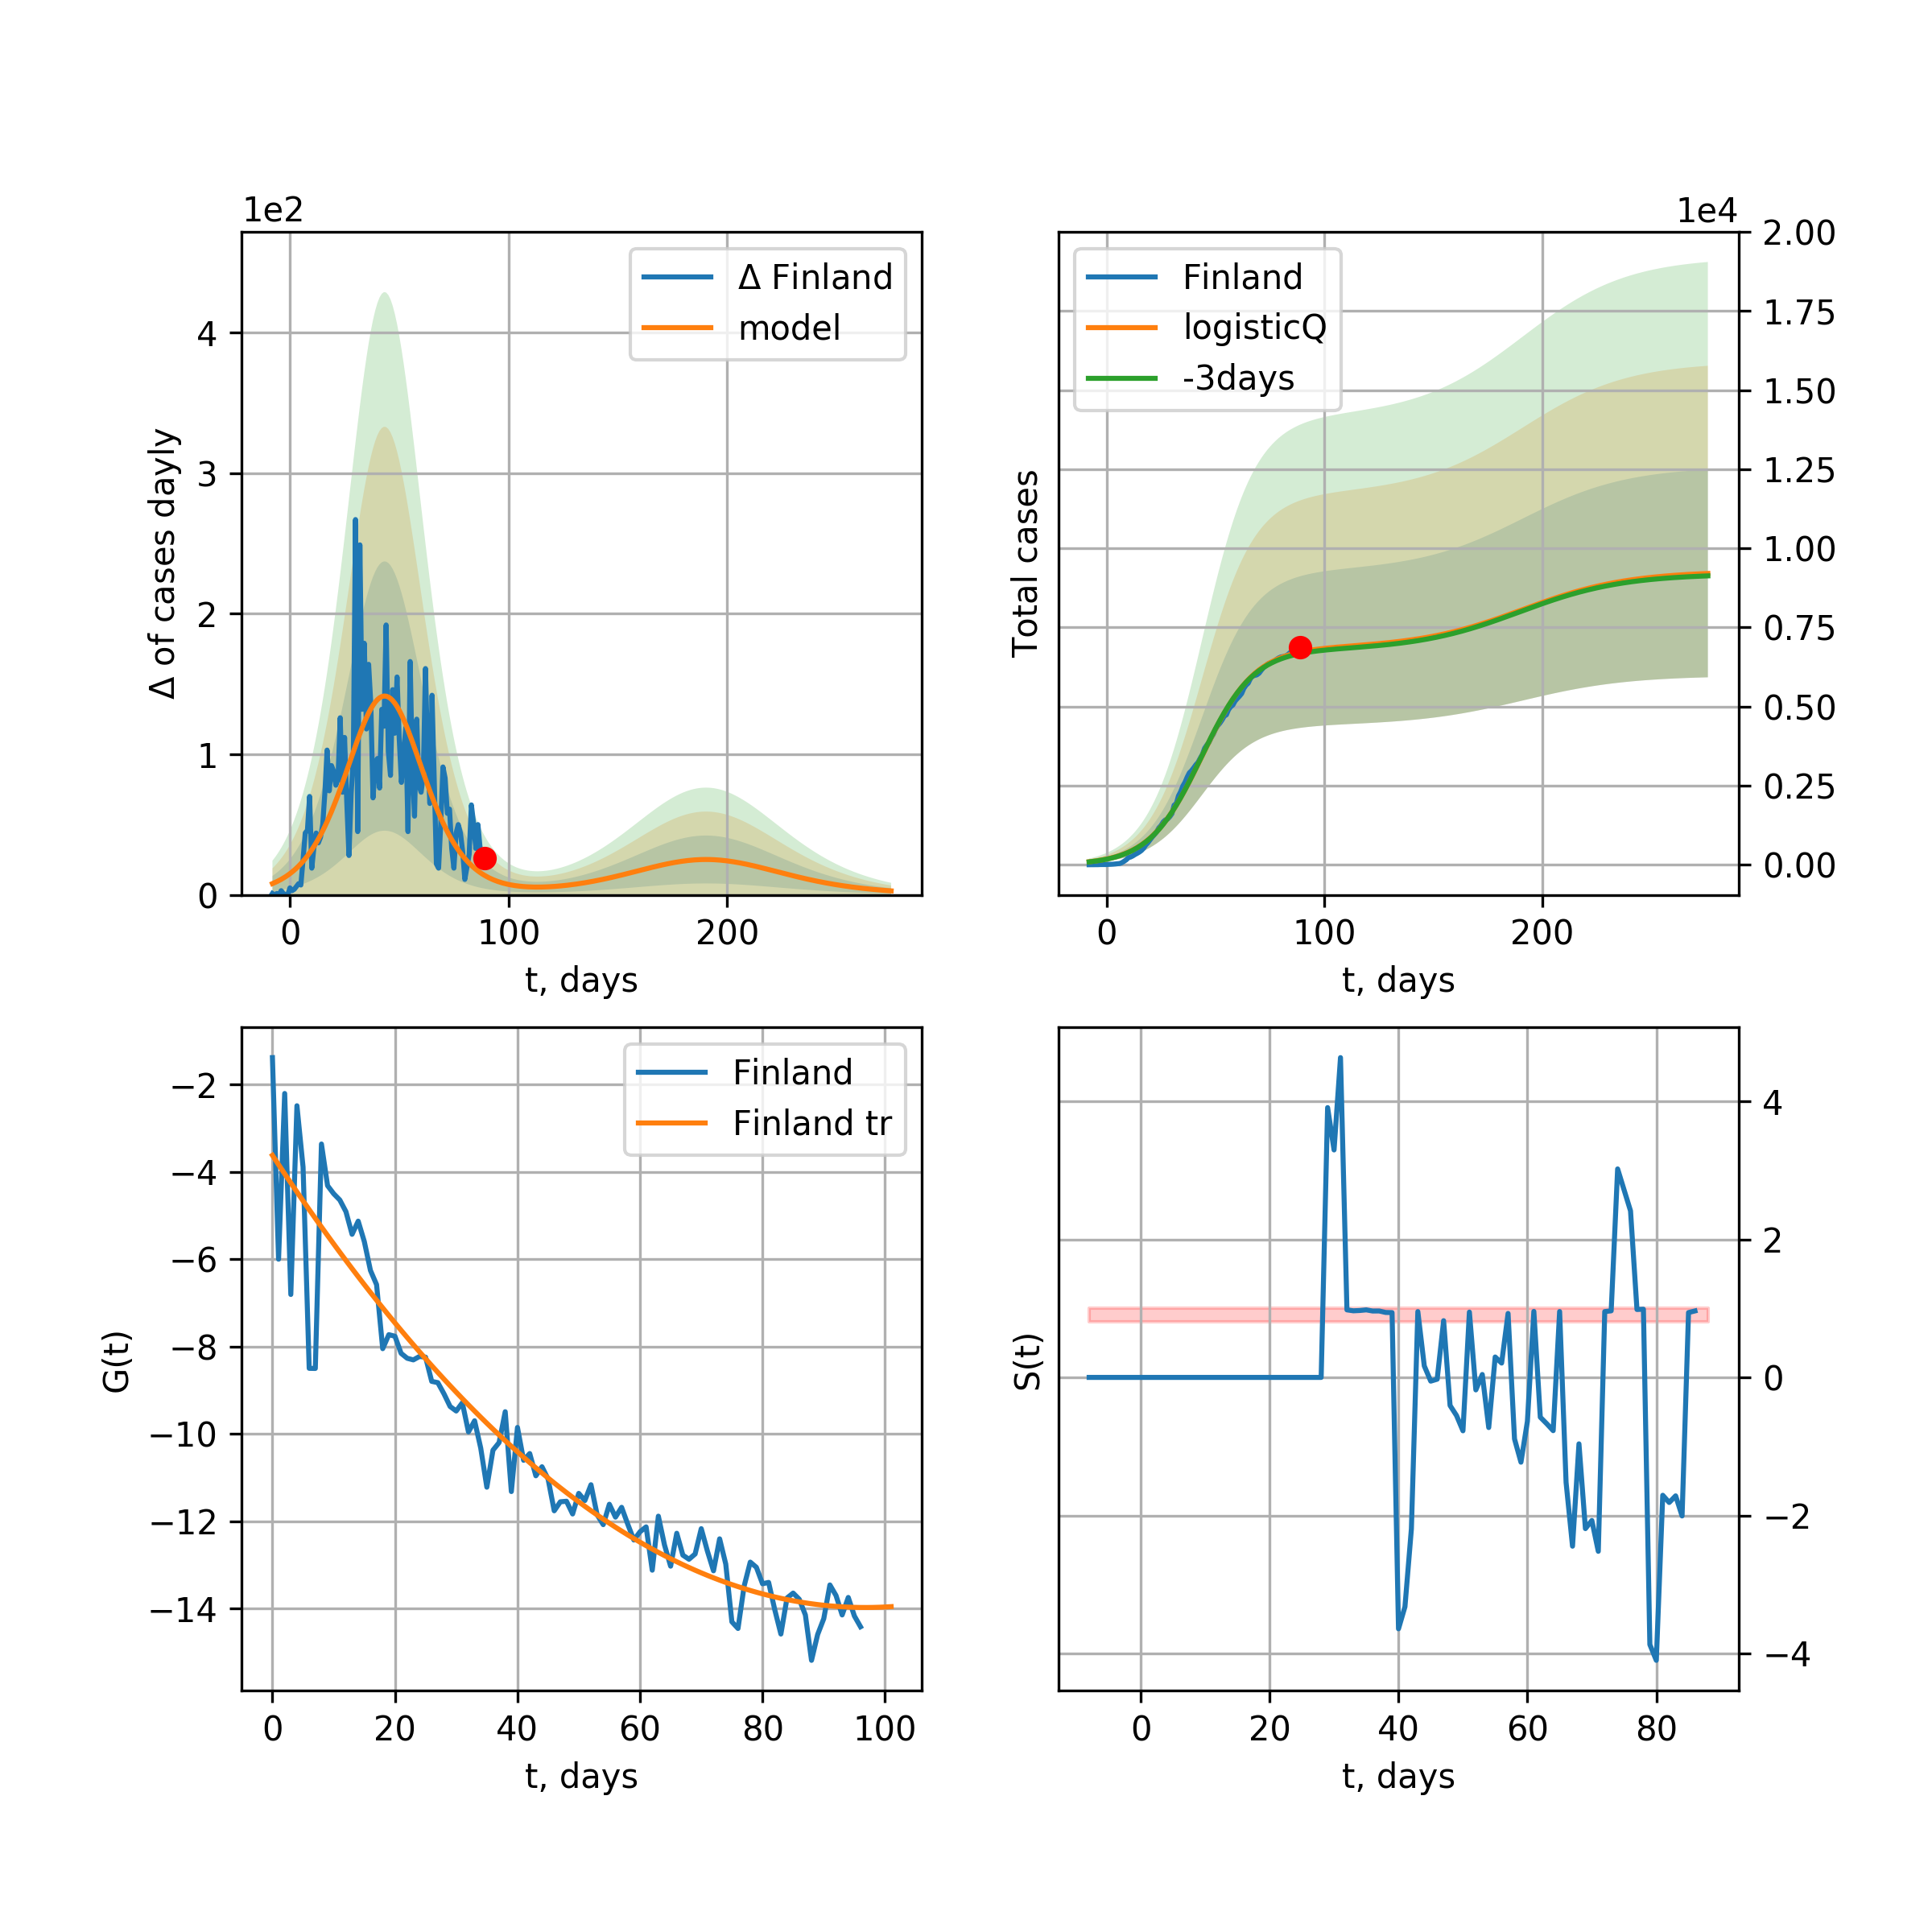 1e2
Δ of cases dayly
4
3
2
1
0
0 100 200
t, days
Δ Finland
model
1e4
Total cases
2.00
1.75
1.50
1.25
1.00
0.75
0.50
0.25
0.00
0 100 200
t, days
Finland
logisticQ
-3days
G(t)
−2
−4
−6
−8
−10
−12
−14
0 20 40 60 80 100
t, days
Finland
Finland tr
S(t)
4
2
0
−2
−4
0 20 40 60 80
t, days